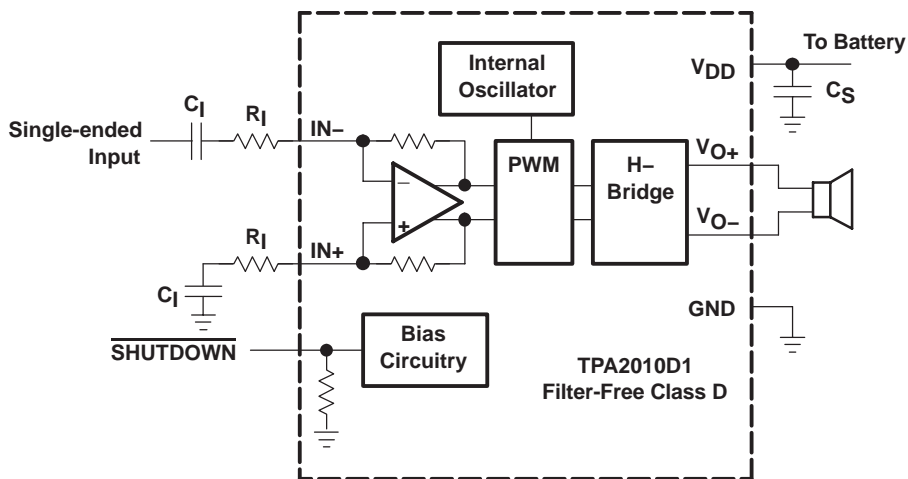 To Battery
Internal
Oscillator
VDD
CS
CI
RI
Single-ended
Input
IN−
−
PWM
H−
Bridge
VO+
VO−
+
RI
IN+
CI
GND
SHUTDOWN
Bias
Circuitry
TPA2010D1
Filter-Free Class D